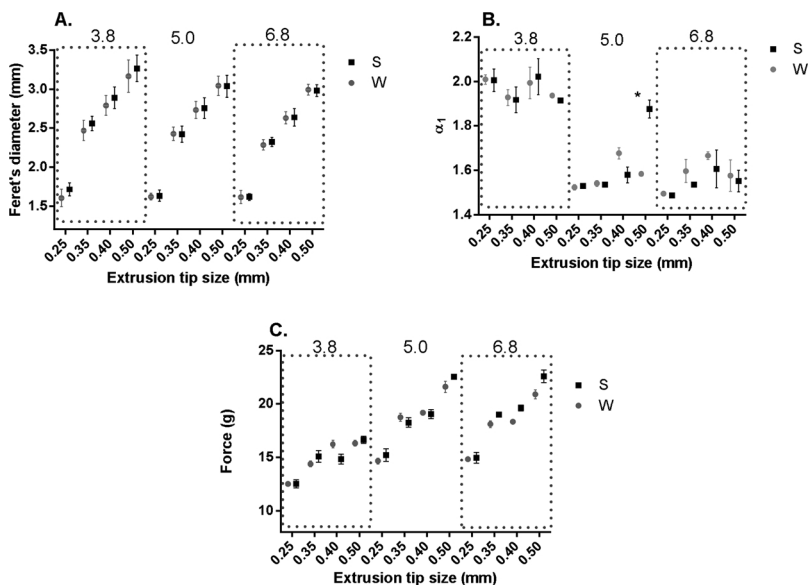 A.
3.8 5.0 6.8
3.5
3.0
2.5
2.0
1.5
Feret's diameter (mm)
0.25 0.35 0.40 0.50 0.25 0.35 0.40 0.50 0.25 0.35 0.40 0.50
Extrusion tip size (mm)
S
W
B.
3.8 5.0 6.8
2.2
2.0
1.8
1.6
1.4
α1
*
0.25 0.35 0.40 0.50 0.25 0.35 0.40 0.50 0.25 0.35 0.40 0.50
Extrusion tip size (mm)
S
W
C.
3.8 5.0 6.8
25
20
15
10
Force (g)
0.25 0.35 0.40 0.50 0.25 0.35 0.40 0.50 0.25 0.35 0.40 0.50
Extrusion tip size (mm)
S
W